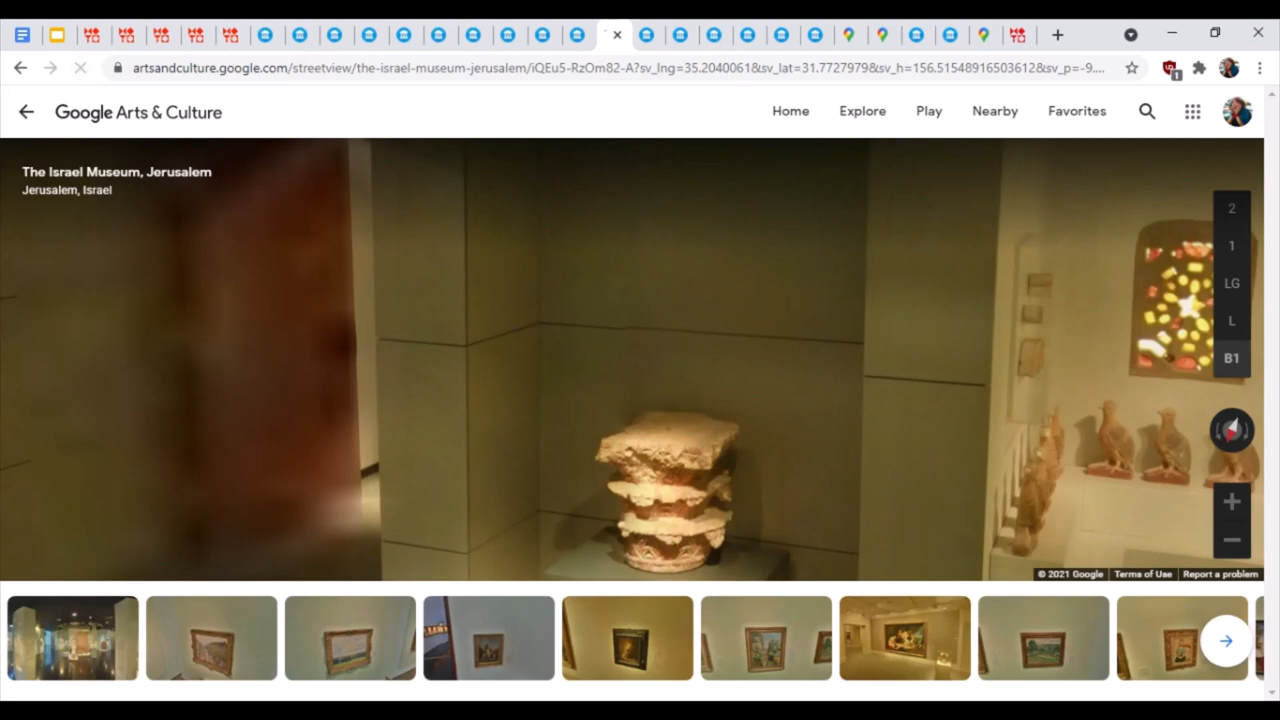 artsandculture.google.com/streetview/the-israel-museum-jerusalem/iQEu5-RzOm82-A?sv_lng=35.2040061&sv_lat=31.7727979&sv_h=156.51548916503612&sv_p=-9....
1
Google Arts & Culture
Home
Explore
Play
Nearby
Favorites
The Israel Museum, Jerusalem
Jerusalem, Israel
2
1
LG
L
B1
© 2021 Google
Terms of Use
Report a problem